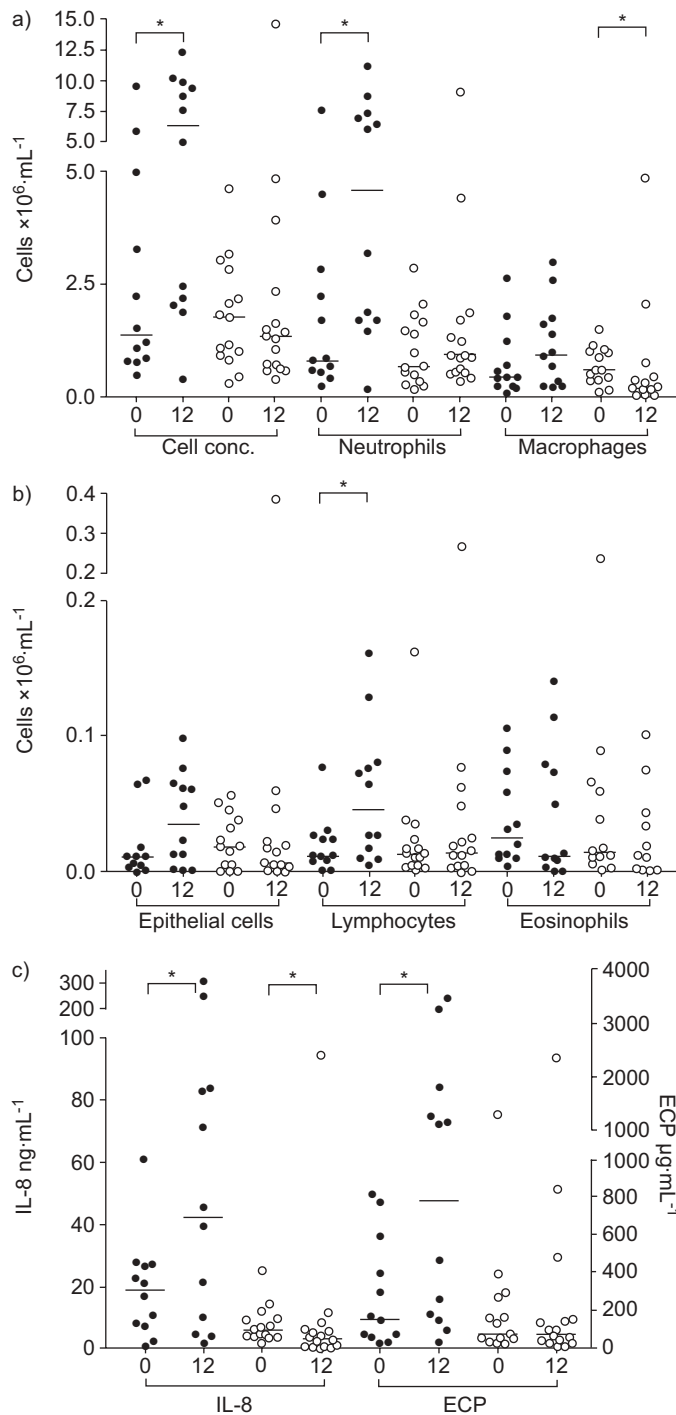 a)
* * *
15.0
12.5
10.0
7.5
5.0
5.0
2.5
0.0
Cells ×10⁶·mL⁻¹
0 12 0 12 0 12 0 12 0 12 0 12
Cell conc. Neutrophils Macrophages
b)
*
0.4
0.3
0.2
0.2
0.1
0.0
Cells ×10⁶·mL⁻¹
0 12 0 12 0 12 0 12 0 12 0 12
Epithelial cells Lymphocytes Eosinophils
c)
* * *
300
200
100
80
60
40
20
0
IL-8 ng·mL⁻¹
4000
3000
2000
1000
1000
800
600
400
200
0
ECP µg·mL⁻¹
0 12 0 12 0 12 0 12
IL-8 ECP